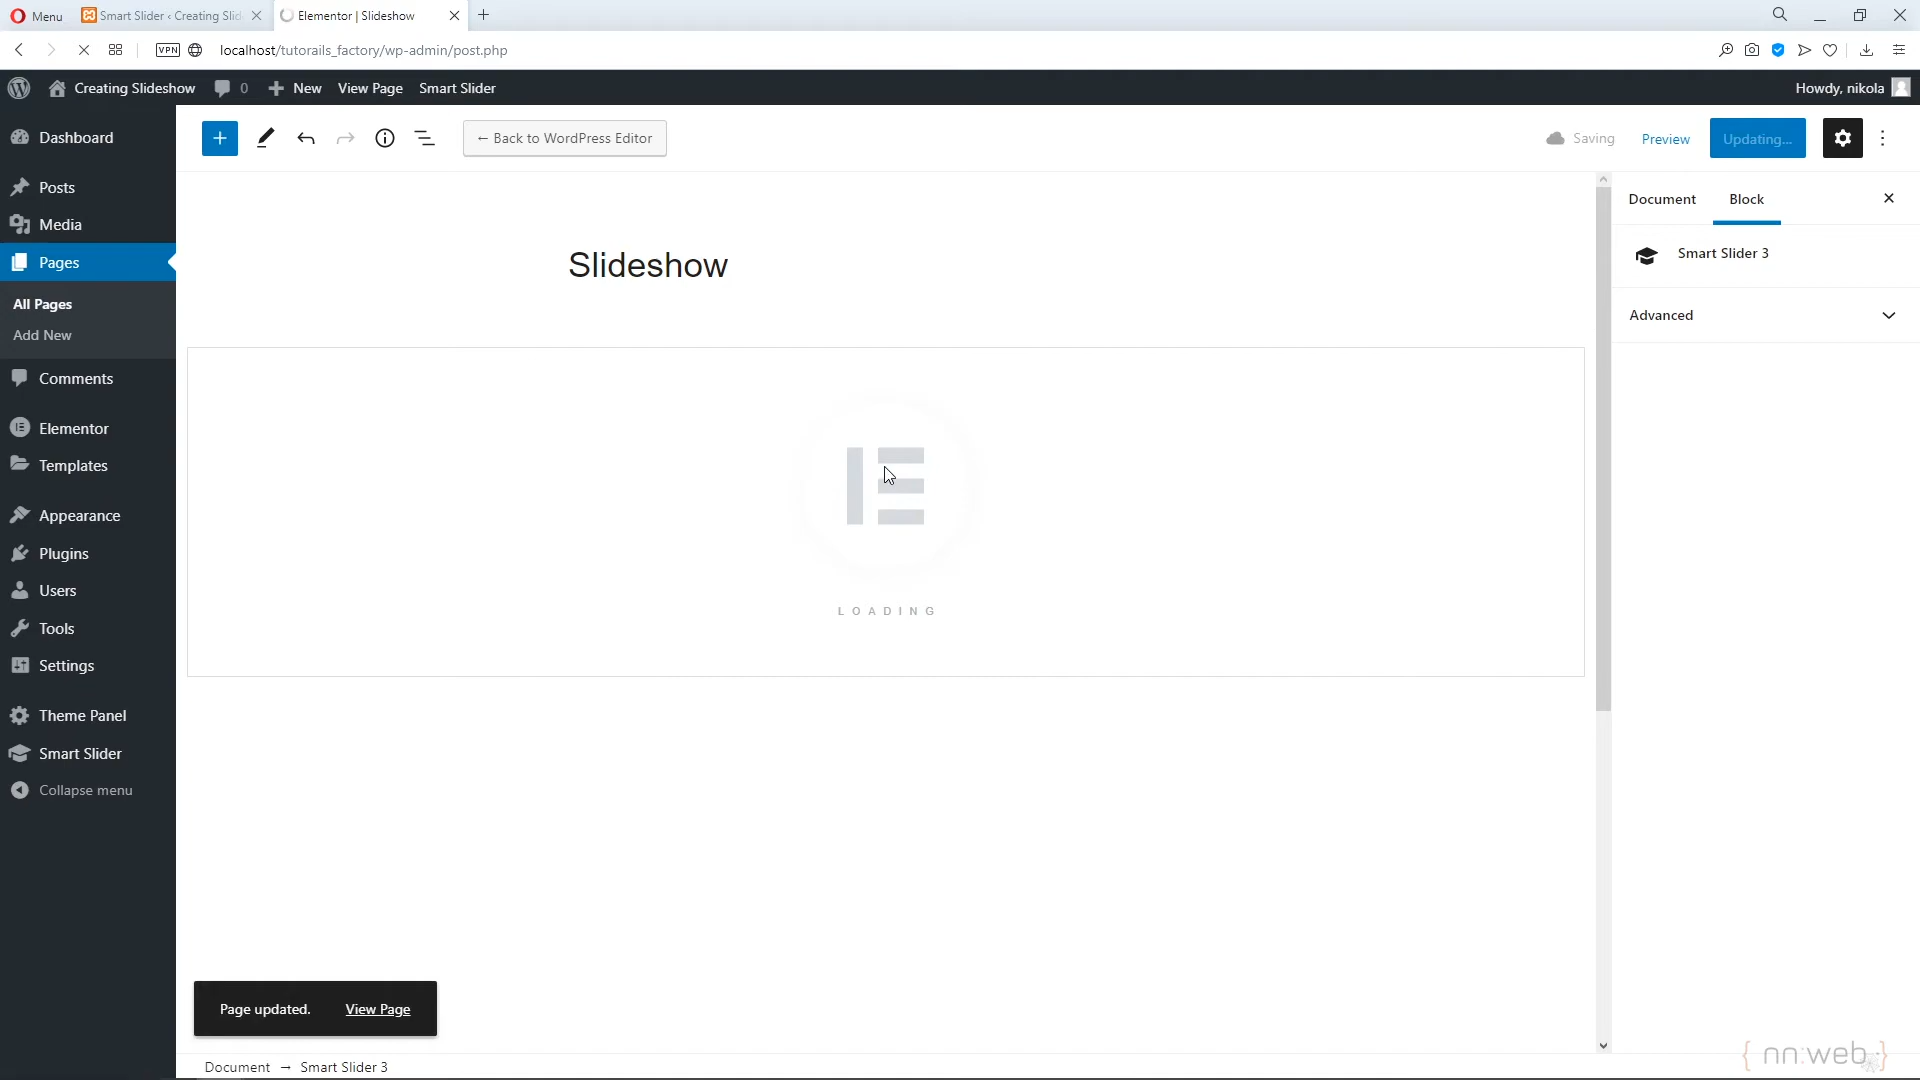 Menu
Smart Slider ‹ Creating Slid
Elementor | Slideshow
VPN
localhost/tutorails_factory/wp-admin/post.php
Creating Slideshow
0
New
View Page
Smart Slider
Howdy, nikola
Dashboard
Posts
Media
Pages
All Pages
Add New
Comments
Elementor
Templates
Appearance
Plugins
Users
Tools
Settings
Theme Panel
Smart Slider
Collapse menu
← Back to WordPress Editor
Saving
Preview
Updating...
Slideshow
LOADING
Document
Block
Smart Slider 3
Advanced
Page updated.
View Page
Document → Smart Slider 3
{ nn:web }